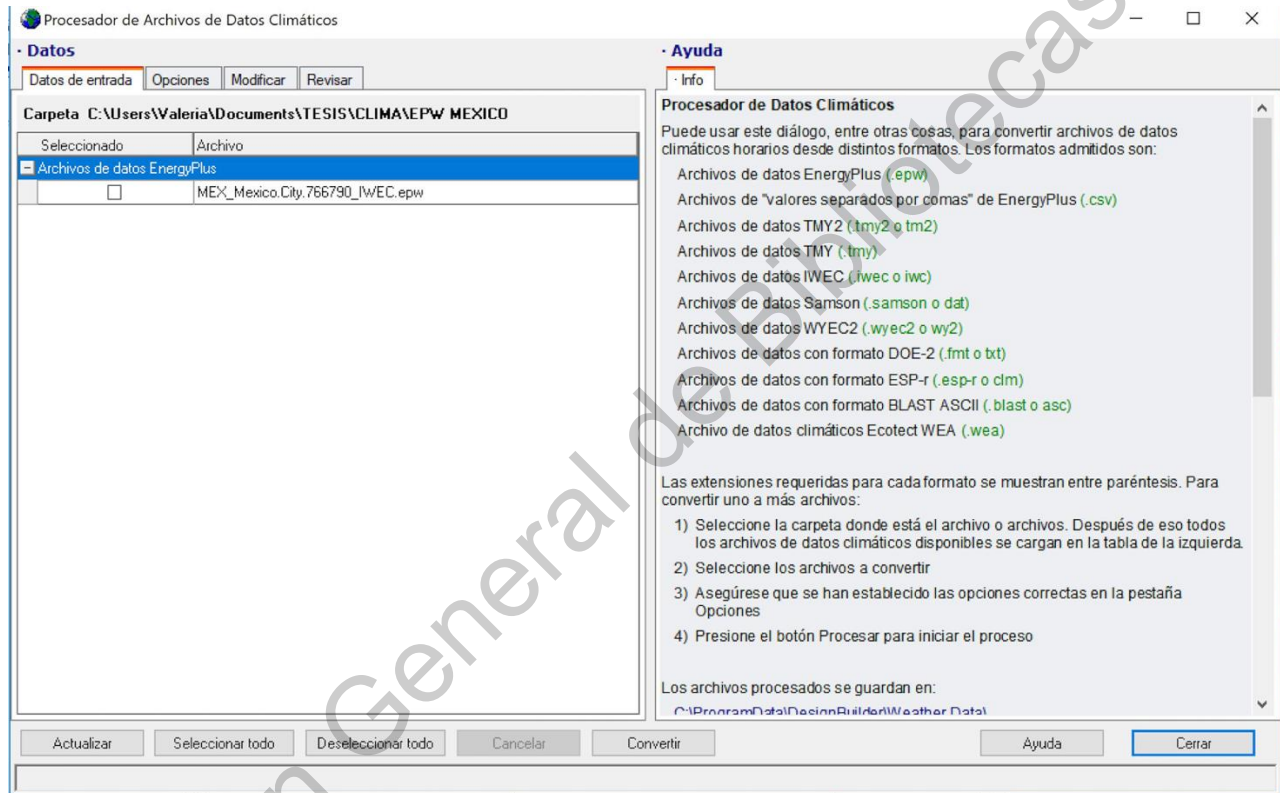 Procesador de Archivos de Datos Climáticos
· Datos
Datos de entrada Opciones Modificar Revisar
Carpeta C:\Users\Valeria\Documents\TESIS\CLIMA\EPW MEXICO
Seleccionado Archivo
Archivos de datos EnergyPlus
MEX_Mexico.City.766790_IWEC.epw
· Ayuda
· Info
Procesador de Datos Climáticos
Puede usar este diálogo, entre otras cosas, para convertir archivos de datos
climáticos horarios desde distintos formatos. Los formatos admitidos son:
Archivos de datos EnergyPlus (.epw)
Archivos de "valores separados por comas" de EnergyPlus (.csv)
Archivos de datos TMY2 (.tmy2 o tm2)
Archivos de datos TMY (.tmy)
Archivos de datos IWEC (.iwec o iwc)
Archivos de datos Samson (.samson o dat)
Archivos de datos WYEC2 (.wyec2 o wy2)
Archivos de datos con formato DOE-2 (.fmt o txt)
Archivos de datos con formato ESP-r (.esp-r o clm)
Archivos de datos con formato BLAST ASCII (.blast o asc)
Archivo de datos climáticos Ecotect WEA (.wea)
Las extensiones requeridas para cada formato se muestran entre paréntesis. Para
convertir uno a más archivos:
1) Seleccione la carpeta donde está el archivo o archivos. Después de eso todos
los archivos de datos climáticos disponibles se cargan en la tabla de la izquierda.
2) Seleccione los archivos a convertir
3) Asegúrese que se han establecido las opciones correctas en la pestaña
Opciones
4) Presione el botón Procesar para iniciar el proceso
Los archivos procesados se guardan en:
C:\ProgramData\DesignBuilder\Weather Data\
Actualizar Seleccionar todo Deseleccionar todo Cancelar Convertir Ayuda Cerrar
n General de Bibliotecas